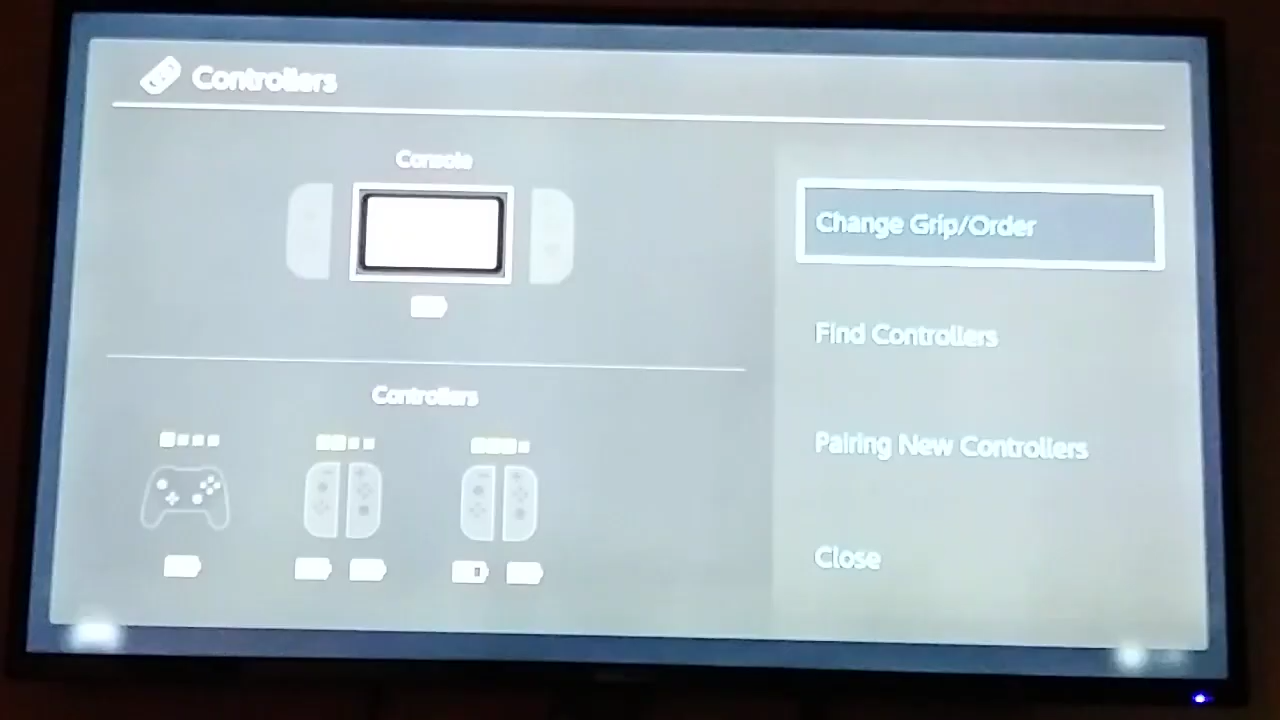 Controllers
Console
Change Grip/Order
Find Controllers
Controllers
Pairing New Controllers
Close